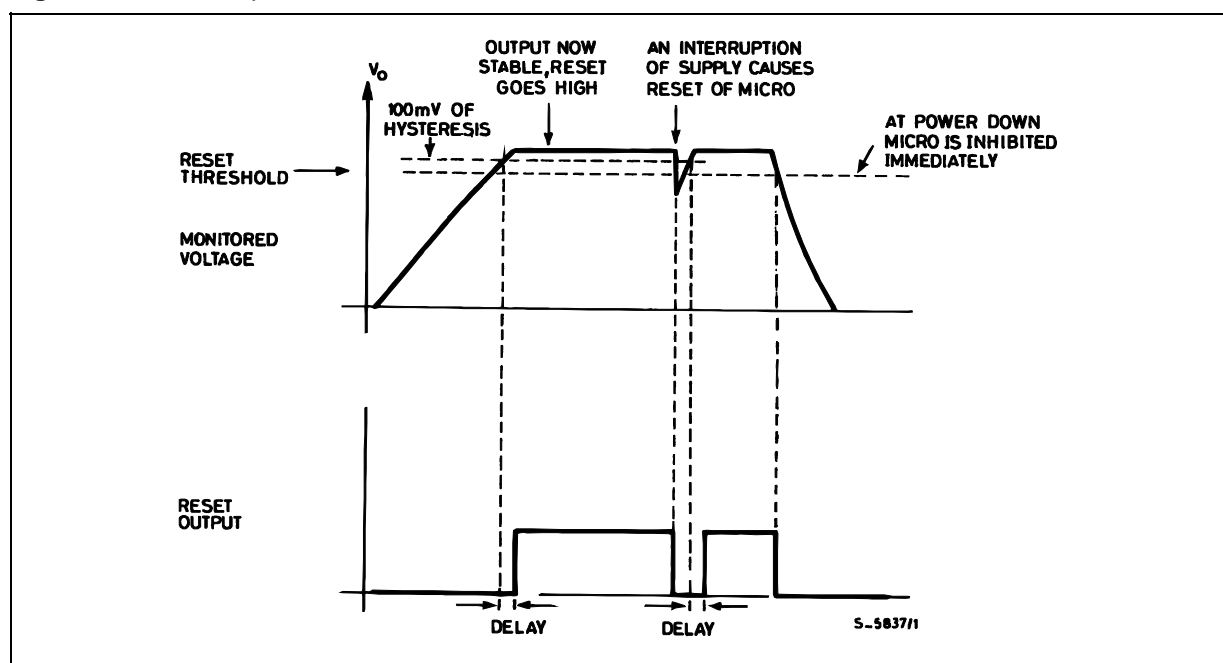 V₀
OUTPUT NOW
STABLE, RESET
GOES HIGH
AN INTERRUPTION
OF SUPPLY CAUSES
RESET OF MICRO
100mV OF
HYSTERESIS
AT POWER DOWN
MICRO IS INHIBITED
IMMEDIATELY
RESET
THRESHOLD
MONITORED
VOLTAGE
RESET
OUTPUT
DELAY
DELAY
S-5837/1